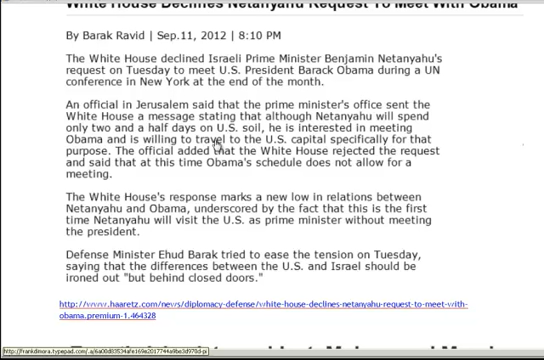 White House Declines Netanyahu Request To Meet With Obama
By Barak Ravid | Sep.11, 2012 | 8:10 PM
The White House declined Israeli Prime Minister Benjamin Netanyahu's
request on Tuesday to meet U.S. President Barack Obama during a UN
conference in New York at the end of the month.
An official in Jerusalem said that the prime minister's office sent the
White House a message stating that although Netanyahu will spend
only two and a half days on U.S. soil, he is interested in meeting
Obama and is willing to travel to the U.S. capital specifically for that
purpose. The official added that the White House rejected the request
and said that at this time Obama's schedule does not allow for a
meeting.
The White House's response marks a new low in relations between
Netanyahu and Obama, underscored by the fact that this is the first
time Netanyahu will visit the U.S. as prime minister without meeting
the president.
Defense Minister Ehud Barak tried to ease the tension on Tuesday,
saying that the differences between the U.S. and Israel should be
ironed out "but behind closed doors."
http://www.haaretz.com/news/diplomacy-defense/white-house-declines-netanyahu-request-to-meet-with-
obama.premium-1.464328